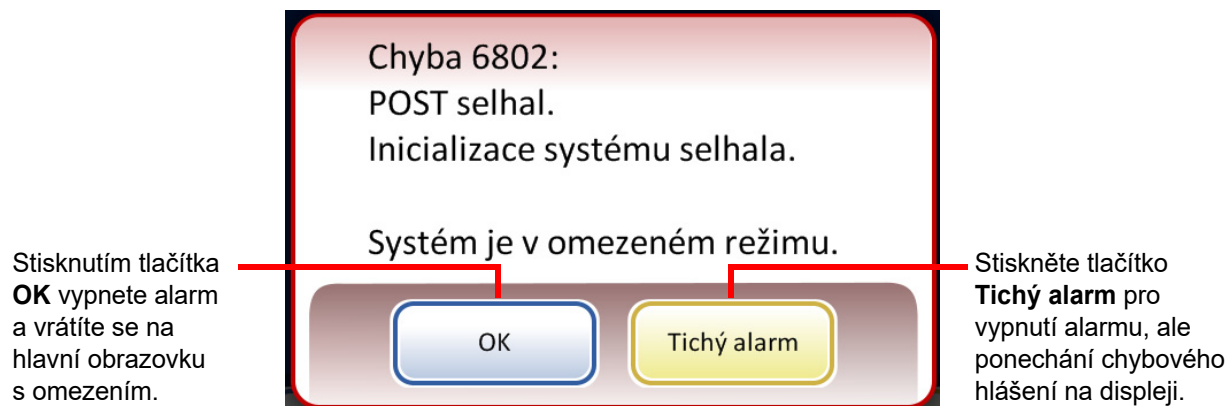 Chyba 6802:
POST selhal.
Inicializace systému selhala.
Systém je v omezeném režimu.
Stisknutím tlačítka
OK vypnete alarm
a vrátíte se na
hlavní obrazovku
s omezením.
OK
Tichý alarm
Stiskněte tlačítko
Tichý alarm pro
vypnutí alarmu, ale
ponechání chybového
hlášení na displeji.